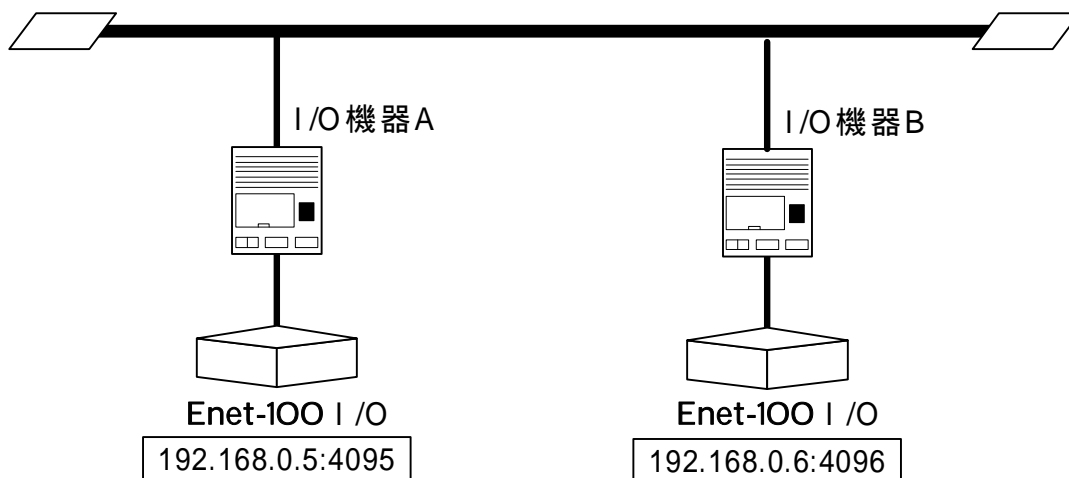 I/O機器A
I/O機器B
Enet-100 I/O
Enet-100 I/O
192.168.0.5:4095
192.168.0.6:4096